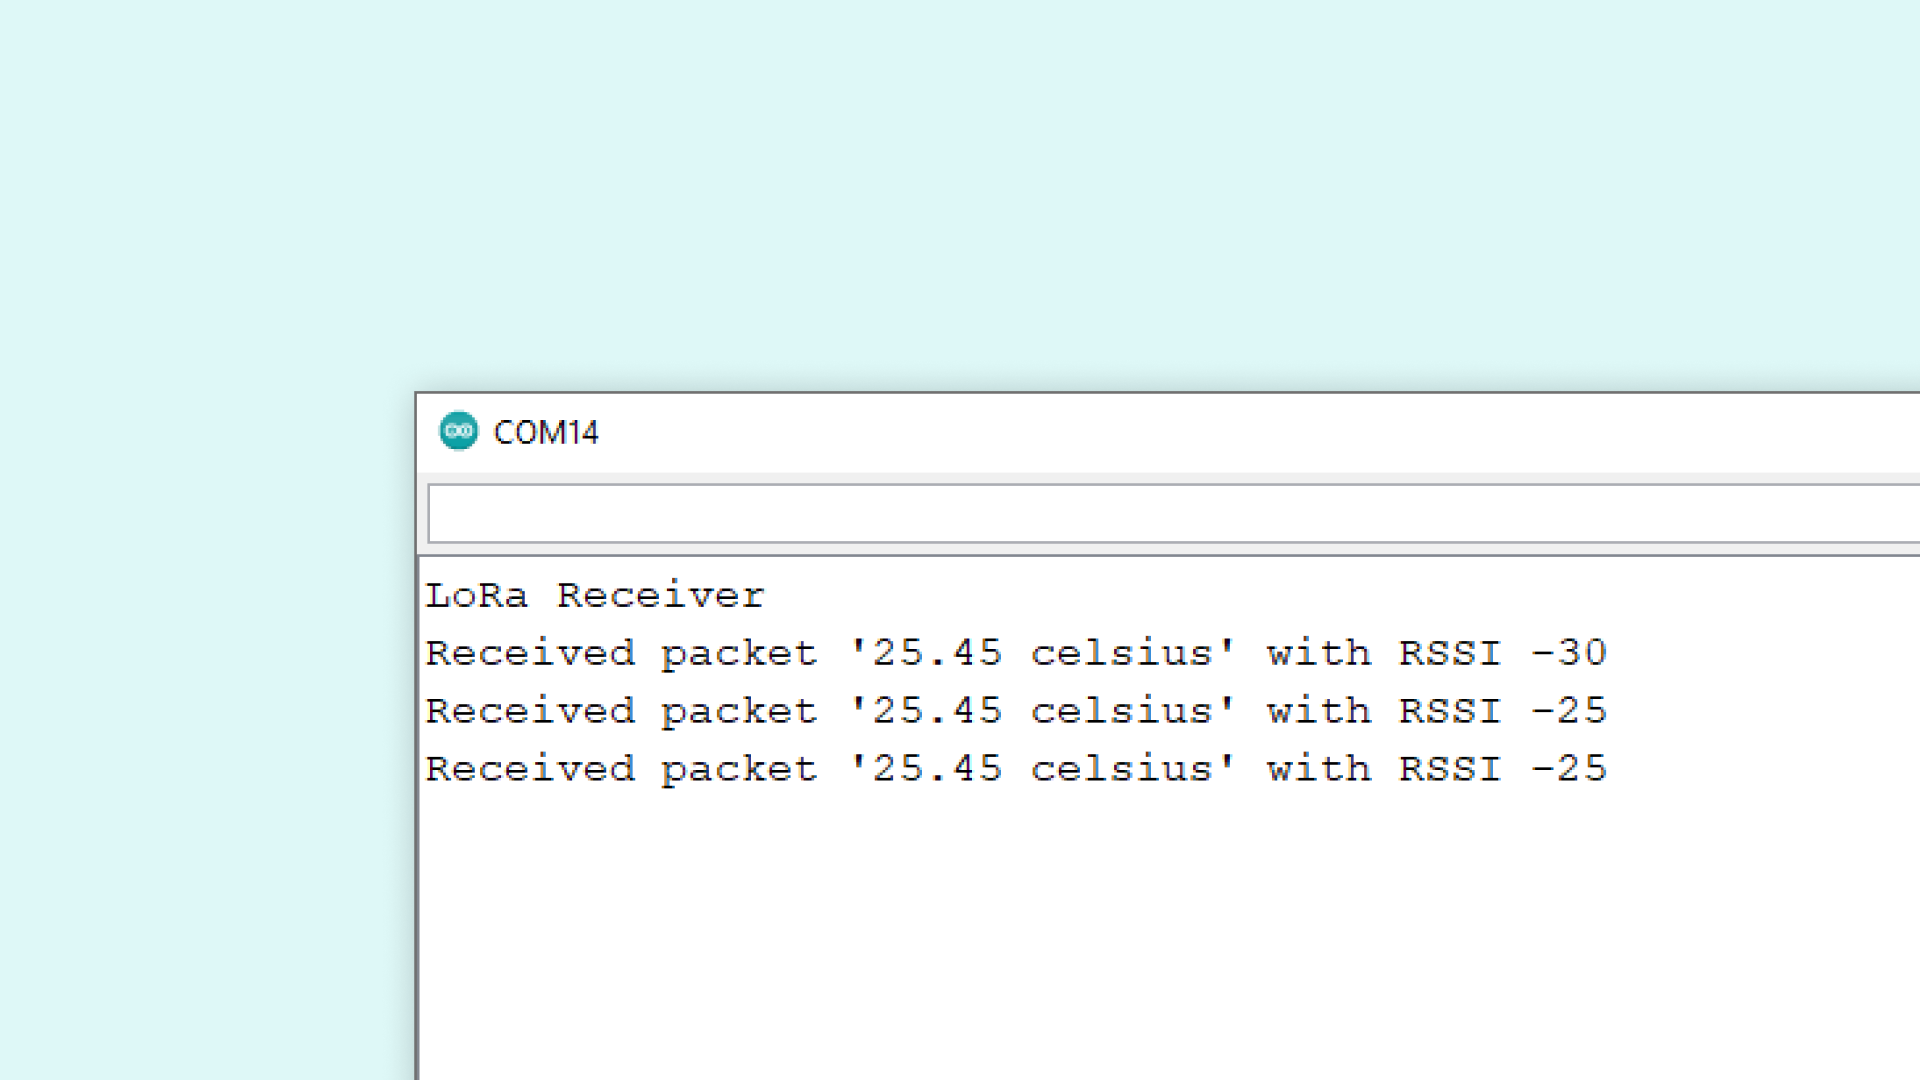 COM14
LoRa Receiver
Received packet '25.45 celsius' with RSSI -30
Received packet '25.45 celsius' with RSSI -25
Received packet '25.45 celsius' with RSSI -25